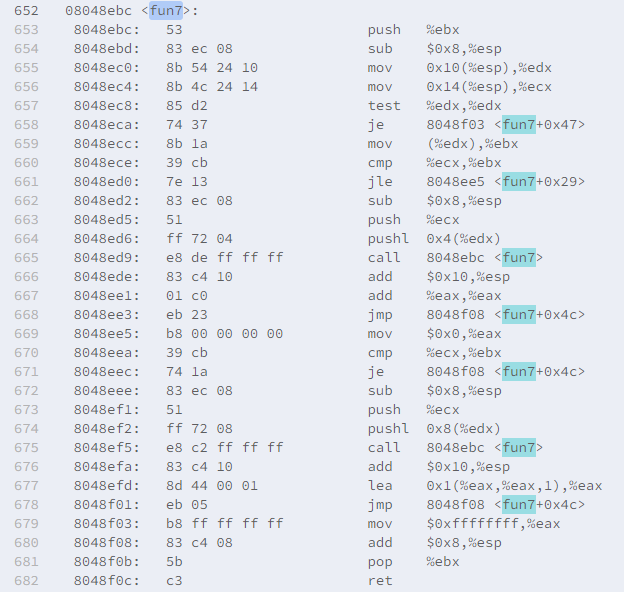 652 08048ebc <fun7>:
653 8048ebc: 53 push %ebx
654 8048ebd: 83 ec 08 sub $0x8,%esp
655 8048ec0: 8b 54 24 10 mov 0x10(%esp),%edx
656 8048ec4: 8b 4c 24 14 mov 0x14(%esp),%ecx
657 8048ec8: 85 d2 test %edx,%edx
658 8048eca: 74 37 je 8048f03 <fun7+0x47>
659 8048ecc: 8b 1a mov (%edx),%ebx
660 8048ece: 39 cb cmp %ecx,%ebx
661 8048ed0: 7e 13 jle 8048ee5 <fun7+0x29>
662 8048ed2: 83 ec 08 sub $0x8,%esp
663 8048ed5: 51 push %ecx
664 8048ed6: ff 72 04 pushl 0x4(%edx)
665 8048ed9: e8 de ff ff ff call 8048ebc <fun7>
666 8048ede: 83 c4 10 add $0x10,%esp
667 8048ee1: 01 c0 add %eax,%eax
668 8048ee3: eb 23 jmp 8048f08 <fun7+0x4c>
669 8048ee5: b8 00 00 00 00 mov $0x0,%eax
670 8048eea: 39 cb cmp %ecx,%ebx
671 8048eec: 74 1a je 8048f08 <fun7+0x4c>
672 8048eee: 83 ec 08 sub $0x8,%esp
673 8048ef1: 51 push %ecx
674 8048ef2: ff 72 08 pushl 0x8(%edx)
675 8048ef5: e8 c2 ff ff ff call 8048ebc <fun7>
676 8048efa: 83 c4 10 add $0x10,%esp
677 8048efd: 8d 44 00 01 lea 0x1(%eax,%eax,1),%eax
678 8048f01: eb 05 jmp 8048f08 <fun7+0x4c>
679 8048f03: b8 ff ff ff ff mov $0xffffffff,%eax
680 8048f08: 83 c4 08 add $0x8,%esp
681 8048f0b: 5b pop %ebx
682 8048f0c: c3 ret